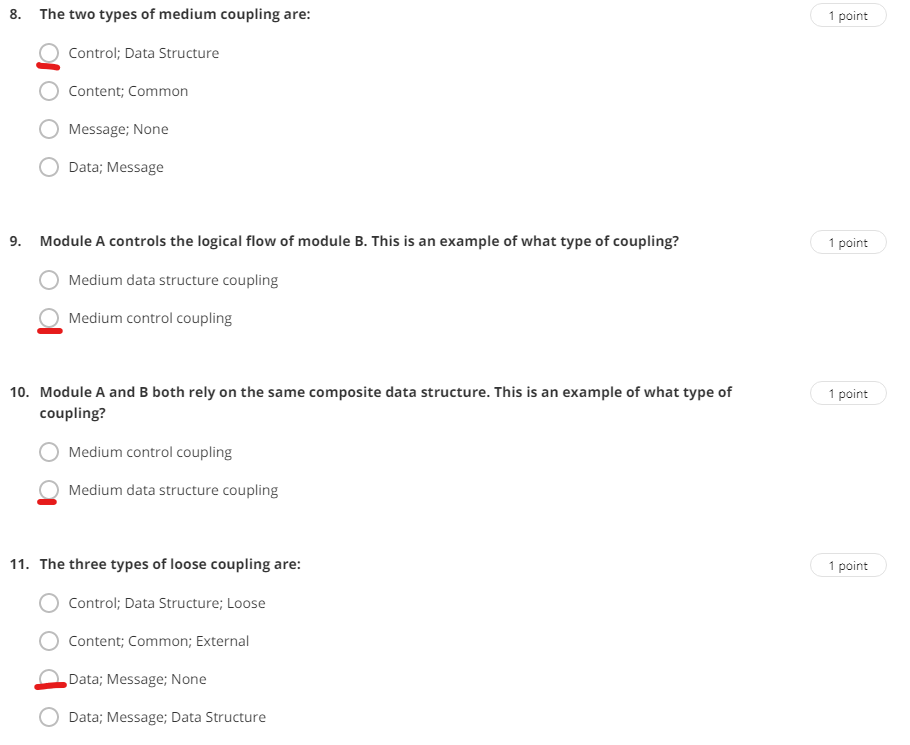 8. The two types of medium coupling are:
1 point
Control; Data Structure
Content; Common
Message; None
Data; Message
9. Module A controls the logical flow of module B. This is an example of what type of coupling?
1 point
Medium data structure coupling
Medium control coupling
10. Module A and B both rely on the same composite data structure. This is an example of what type of
coupling?
1 point
Medium control coupling
Medium data structure coupling
11. The three types of loose coupling are:
1 point
Control; Data Structure; Loose
Content; Common; External
Data; Message; None
Data; Message; Data Structure